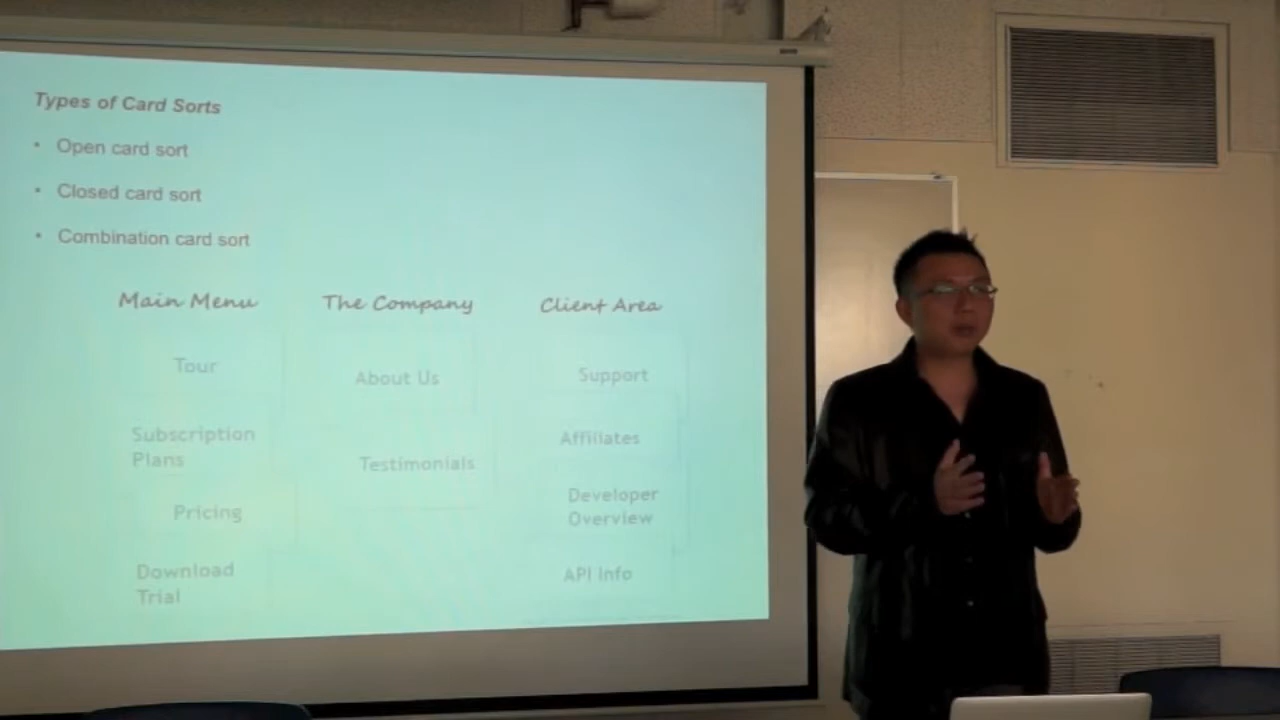 Types of Card Sorts
• Open card sort
• Closed card sort
• Combination card sort
Main Menu
The Company
Client Area
Tour
About Us
Support
Subscription
Plans
Testimonials
Affiliates
Pricing
Developer
Overview
Download
Trial
API Info